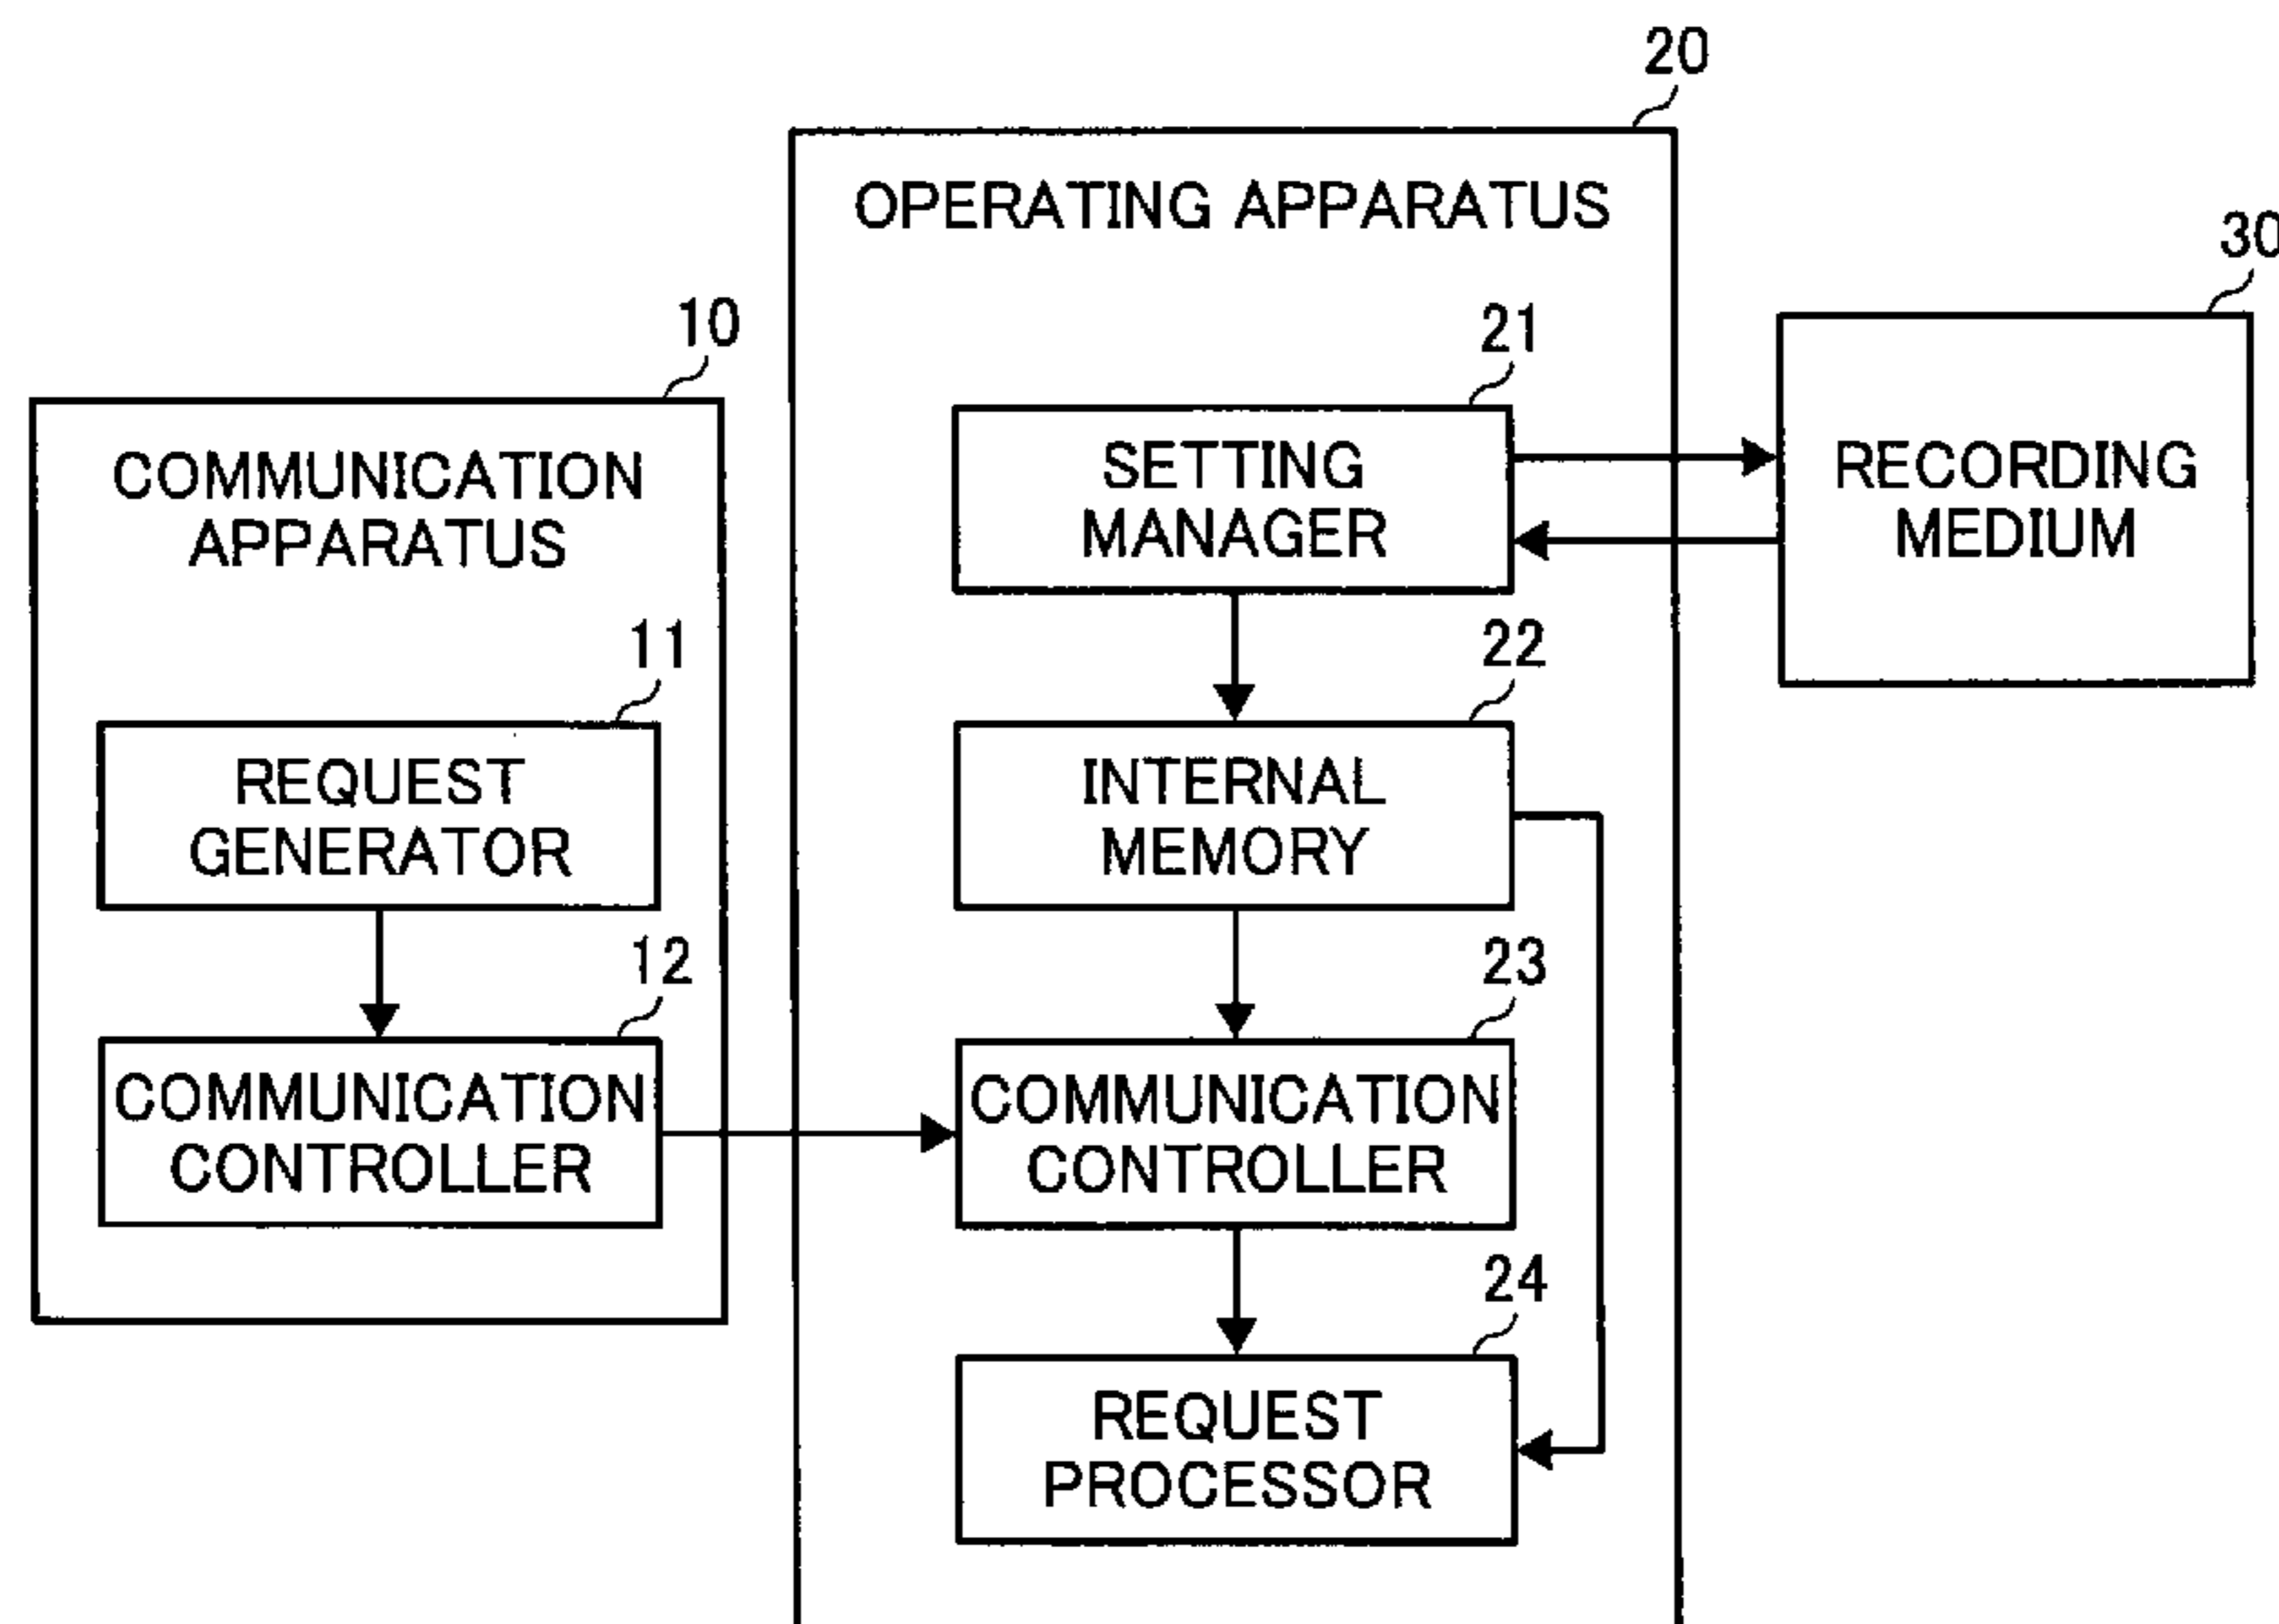 20
OPERATING APPARATUS
30
10
21
COMMUNICATION
APPARATUS
SETTING
MANAGER
RECORDING
MEDIUM
11
22
REQUEST
GENERATOR
INTERNAL
MEMORY
12
23
COMMUNICATION
CONTROLLER
COMMUNICATION
CONTROLLER
24
REQUEST
PROCESSOR